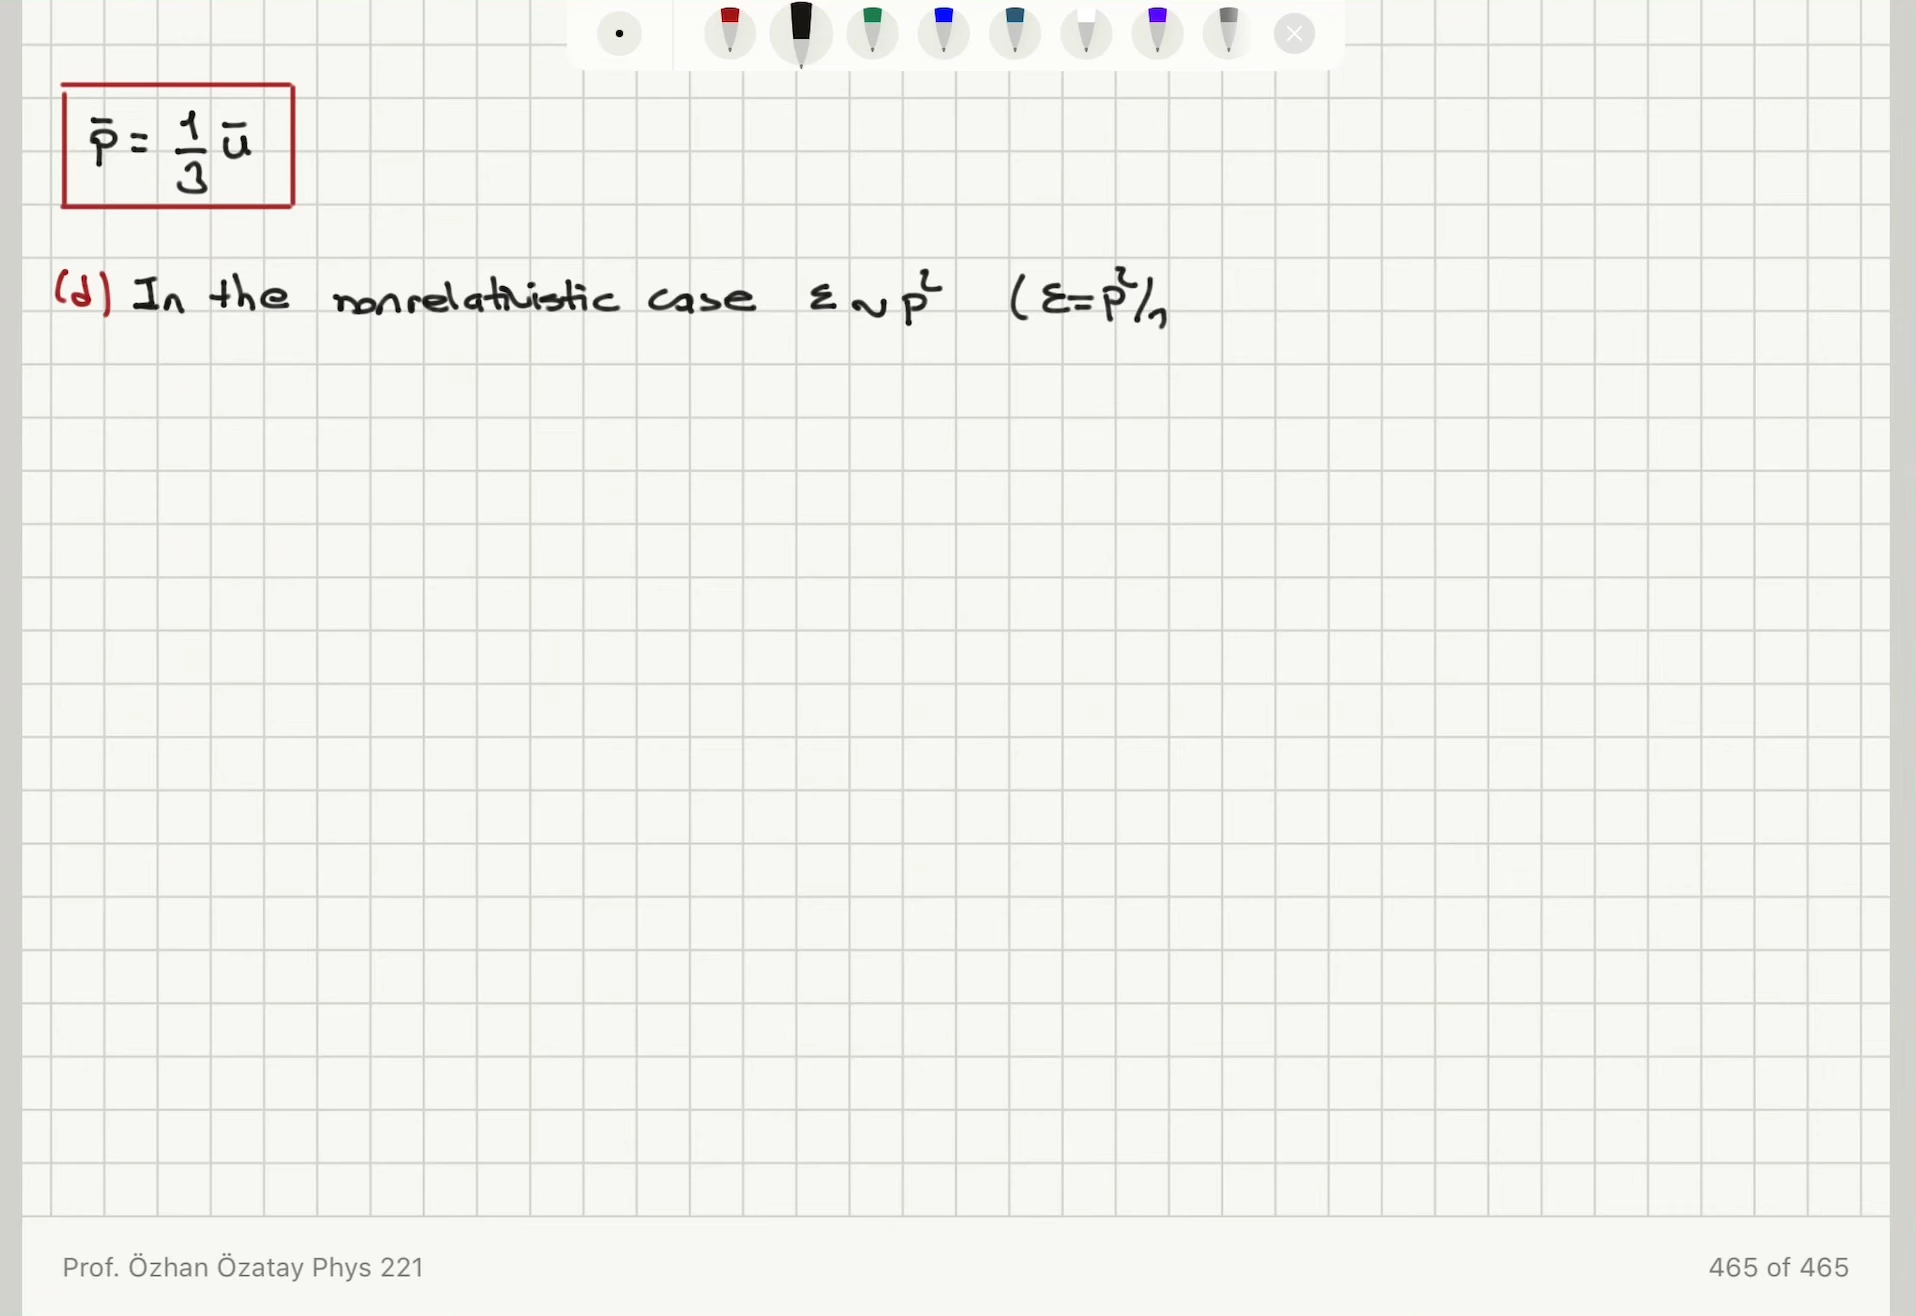 p̄ = 1/3 ū
(d) In the nonrelativistic case ε ~ p² (ε=p²/
Prof. Özhan Özatay Phys 221
465 of 465